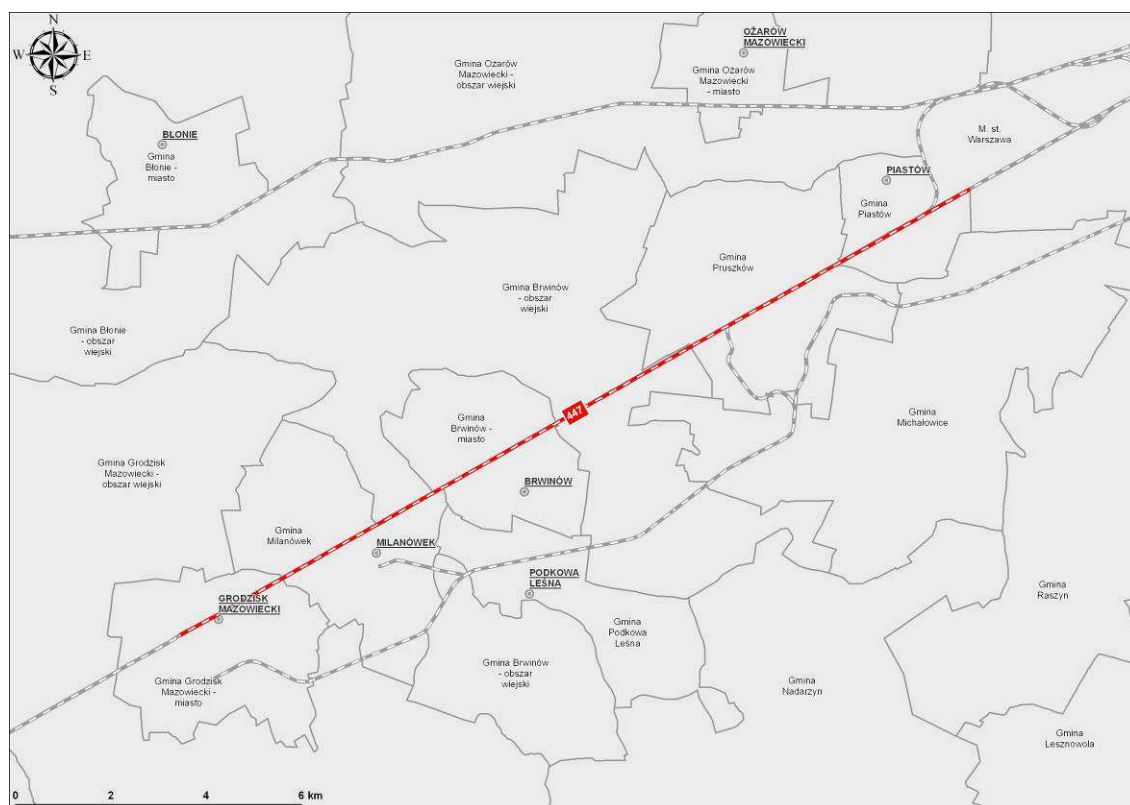 N
W
E
S
OŻARÓW
MAZOWIECKI
Gmina Ożarów
Mazowiecki -
obszar wiejski
Gmina Ożarów
Mazowiecki
- miasto
BŁONIE
Gmina
Błonie -
miasto
M. st.
Warszawa
PIASTÓW
Gmina
Piastów
Gmina
Pruszków
Gmina Brwinów
- obszar
wiejski
Gmina Błonie
- obszar
wiejski
447
Gmina
Brwinów -
miasto
Gmina
Michałowice
Gmina Grodzisk
Mazowiecki -
obszar wiejski
BRWINÓW
Gmina
Milanówek
MILANÓWEK
PODKOWA
LEŚNA
GRODZISK
MAZOWIECKI
Gmina
Raszyn
Gmina
Podkowa
Leśna
Gmina Brwinów
- obszar
wiejski
Gmina Grodzisk
Mazowiecki -
miasto
Gmina
Nadarzyn
Gmina
Lesznowola
0 2 4 6 km